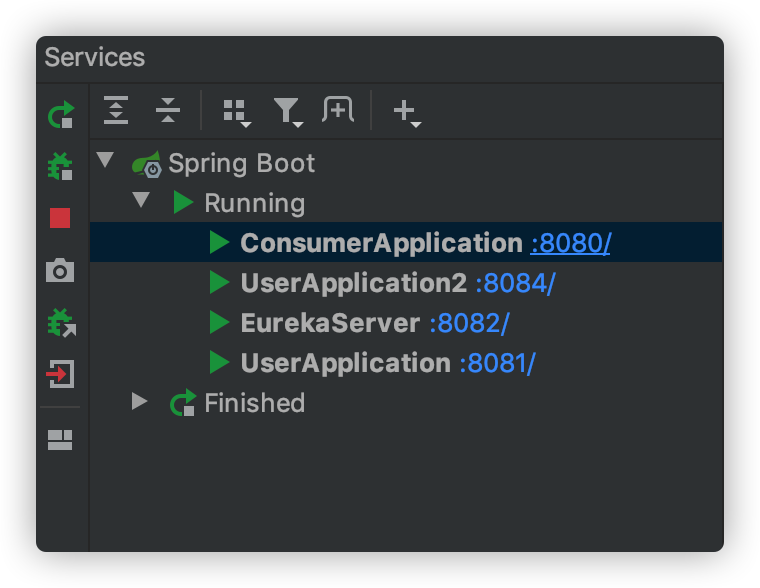 Services
Spring Boot
Running
ConsumerApplication :8080/
UserApplication2 :8084/
EurekaServer :8082/
UserApplication :8081/
Finished